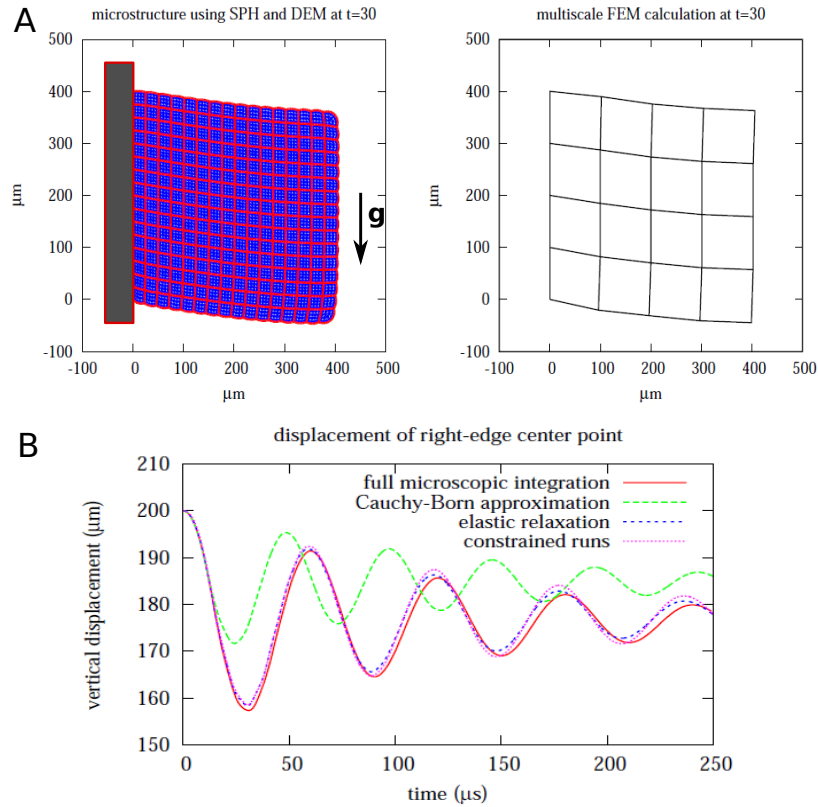 A
microstructure using SPH and DEM at t=30
500
400
300
200
100
0
-100
μm
-100
0
100
200
300
400
500
μm
g
multiscale FEM calculation at t=30
500
400
300
200
100
0
-100
μm
-100
0
100
200
300
400
500
μm
B
displacement of right-edge center point
210
200
190
180
170
160
150
vertical displacement (μm)
full microscopic integration
Cauchy-Born approximation
elastic relaxation
constrained runs
0
50
100
150
200
250
time (μs)